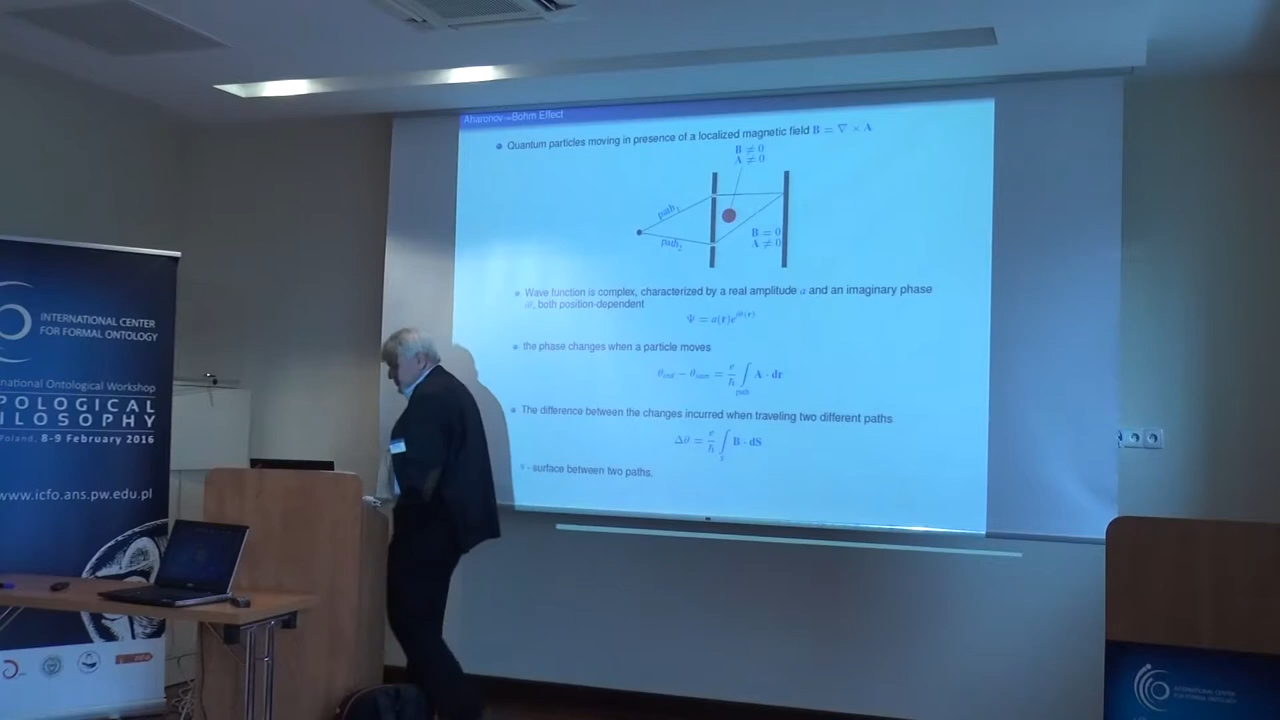 Aharonov–Bohm Effect
Quantum particles moving in presence of a localized magnetic field B = ∇ × A
B ≠ 0
A ≠ 0
path₁
path₂
B = 0
A ≠ 0
Wave function is complex, characterized by a real amplitude a and an imaginary phase
iθ, both position-dependent
Ψ = a(r)e^{iθ(r)}
the phase changes when a particle moves
= e/ħ ∫ A · dr
path
The difference between the changes incurred when traveling two different paths
Δθ = e/ħ ∫ B · dS
S
- surface between two paths.
INTERNATIONAL CENTER
FOR FORMAL ONTOLOGY
national Ontological Workshop
POLOGICAL
ILOSOPHY
Poland, 8-9 February 2016
www.icfo.ans.pw.edu.pl
INTERNATIONAL CENTER
FOR FORMAL ONTOLOGY